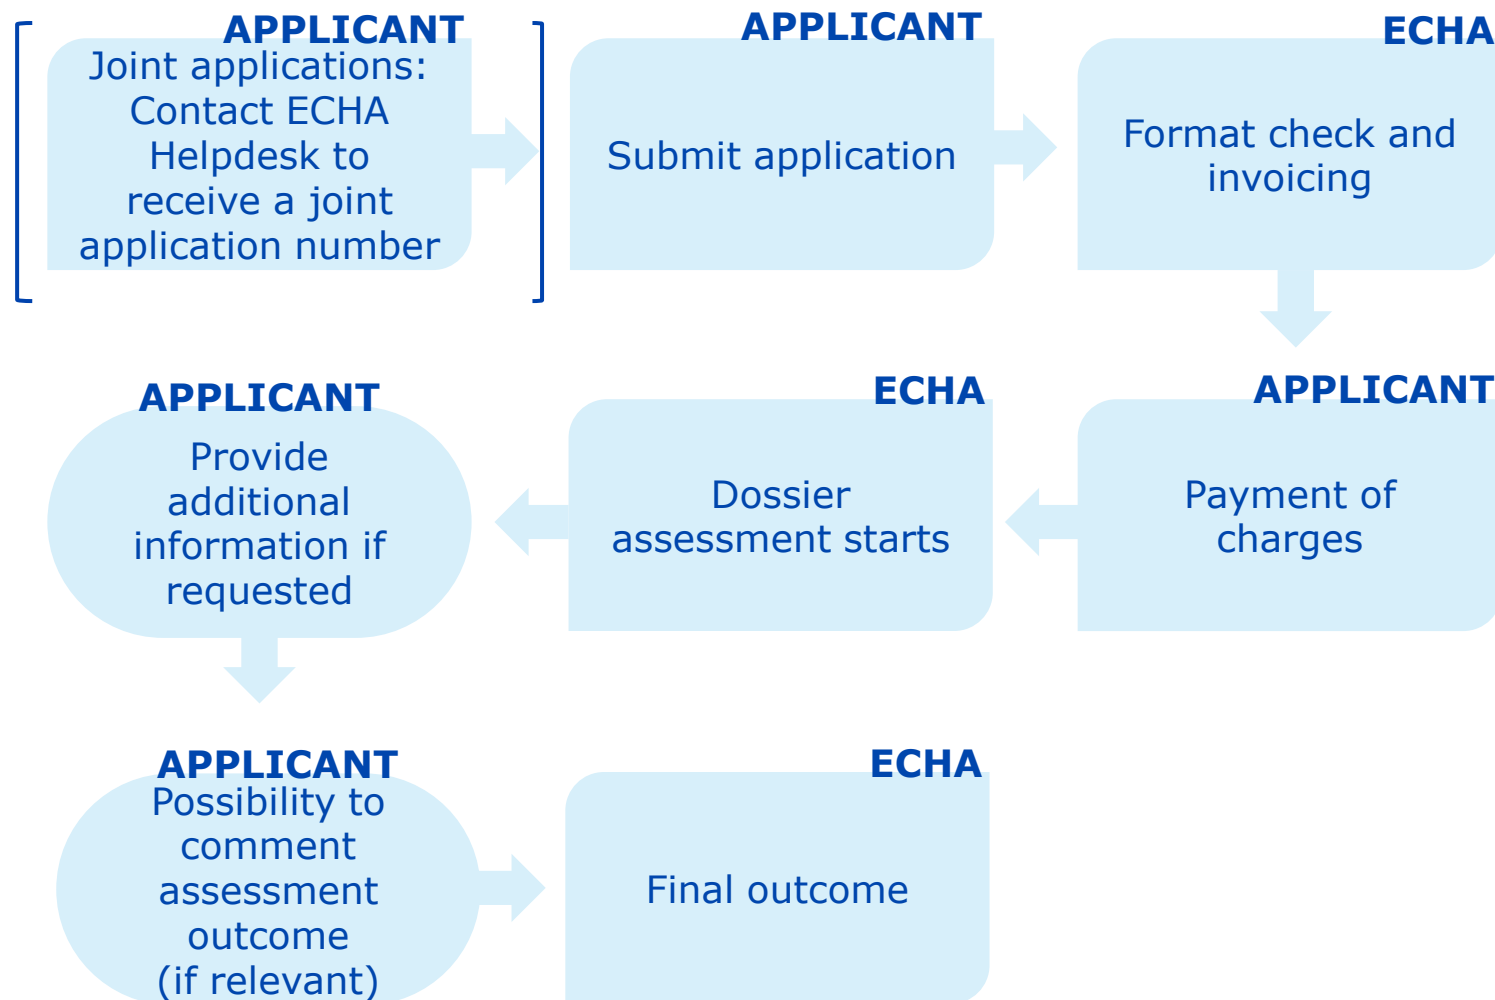 APPLICANT
Joint applications:
Contact ECHA
Helpdesk to
receive a joint
application number
APPLICANT
Submit application
ECHA
Format check and
invoicing
APPLICANT
Payment of
charges
ECHA
Dossier
assessment starts
APPLICANT
Provide
additional
information if
requested
APPLICANT
Possibility to
comment
assessment
outcome
(if relevant)
ECHA
Final outcome